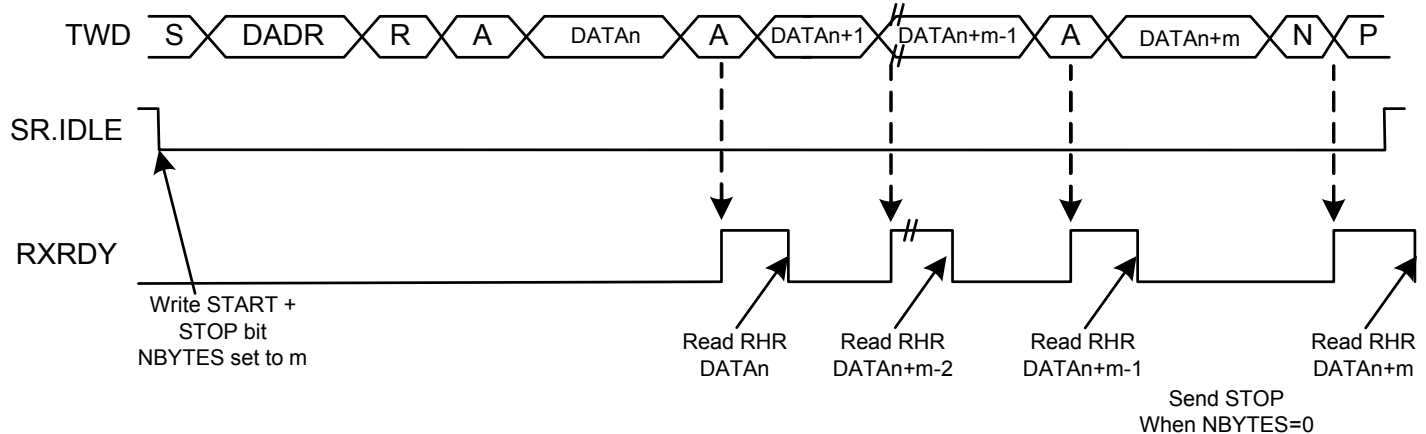 TWD S DADR R A DATAn A DATAn+1 DATAn+m-1 A DATAn+m N P
SR.IDLE
RXRDY
Write START +
STOP bit
NBYTES set to m
Read RHR
DATAn
Read RHR
DATAn+m-2
Read RHR
DATAn+m-1
Read RHR
DATAn+m
Send STOP
When NBYTES=0